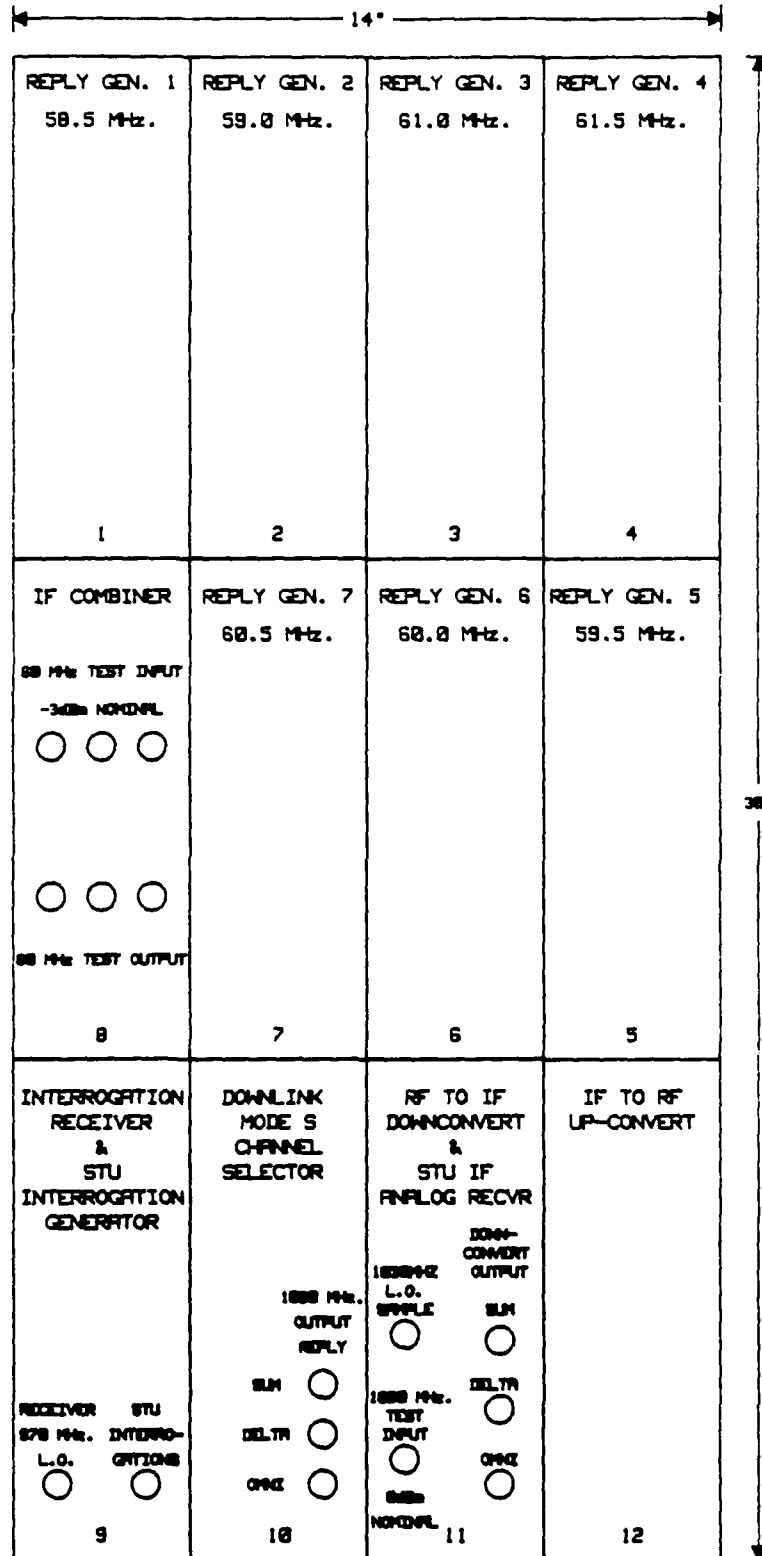 14"
REPLY GEN. 1
58.5 MHz.
1
REPLY GEN. 2
59.0 MHz.
2
REPLY GEN. 3
61.0 MHz.
3
REPLY GEN. 4
61.5 MHz.
4
IF COMBINER
60 MHz TEST INPUT
-3dBm NOMINAL
60 MHz TEST OUTPUT
8
REPLY GEN. 7
60.5 MHz.
7
REPLY GEN. 6
60.0 MHz.
6
REPLY GEN. 5
59.5 MHz.
5
INTERROGATION
RECEIVER
&
STU
INTERROGATION
GENERATOR
RECEIVER
970 MHz.
L.O.
STU
INTERRO-
GATIONS
9
DOWNLINK
MODE S
CHANNEL
SELECTOR
MHz.
OUTPUT
REPLY
SUM
DELTA
OMNI
10
RF TO IF
DOWNCONVERT
&
STU IF
ANALOG RECVR
DOWN-
CONVERT
OUTPUT
L.O.
SAMPLE
SUM
DELTA
OMNI
MHz.
TEST
INPUT
NOMINAL
11
IF TO RF
UP-CONVERT
12